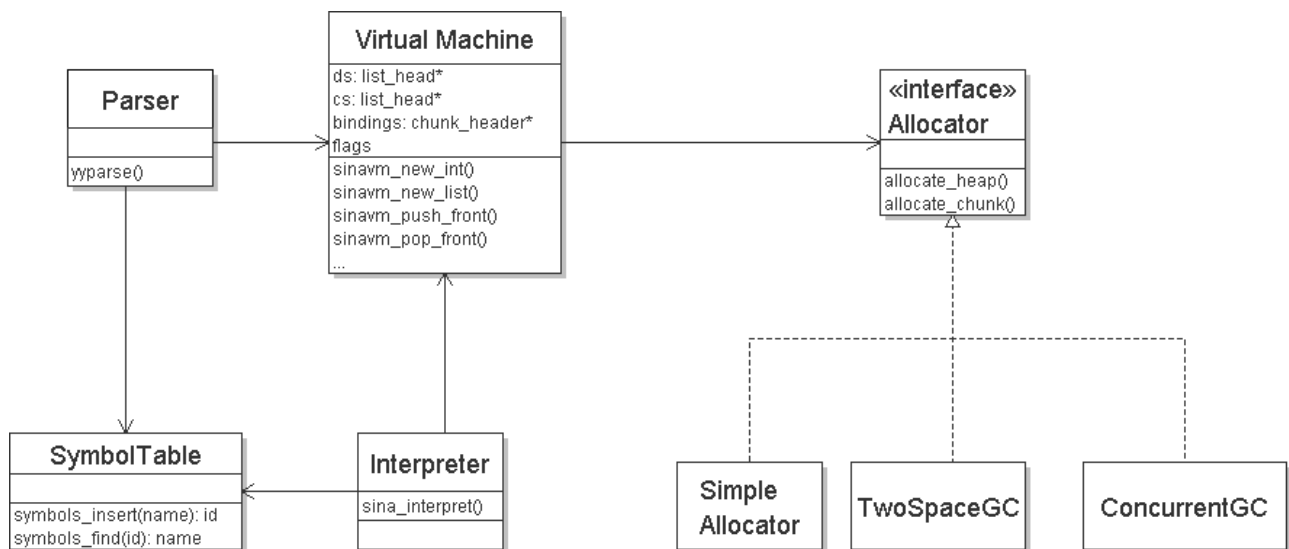 Parser
yyparse()
Virtual Machine
ds: list_head*
cs: list_head*
bindings: chunk_header*
flags
sinavm_new_int()
sinavm_new_list()
sinavm_push_front()
sinavm_pop_front()
...
«interface»
Allocator
allocate_heap()
allocate_chunk()
SymbolTable
symbols_insert(name): id
symbols_find(id): name
Interpreter
sina_interpret()
Simple
Allocator
TwoSpaceGC
ConcurrentGC